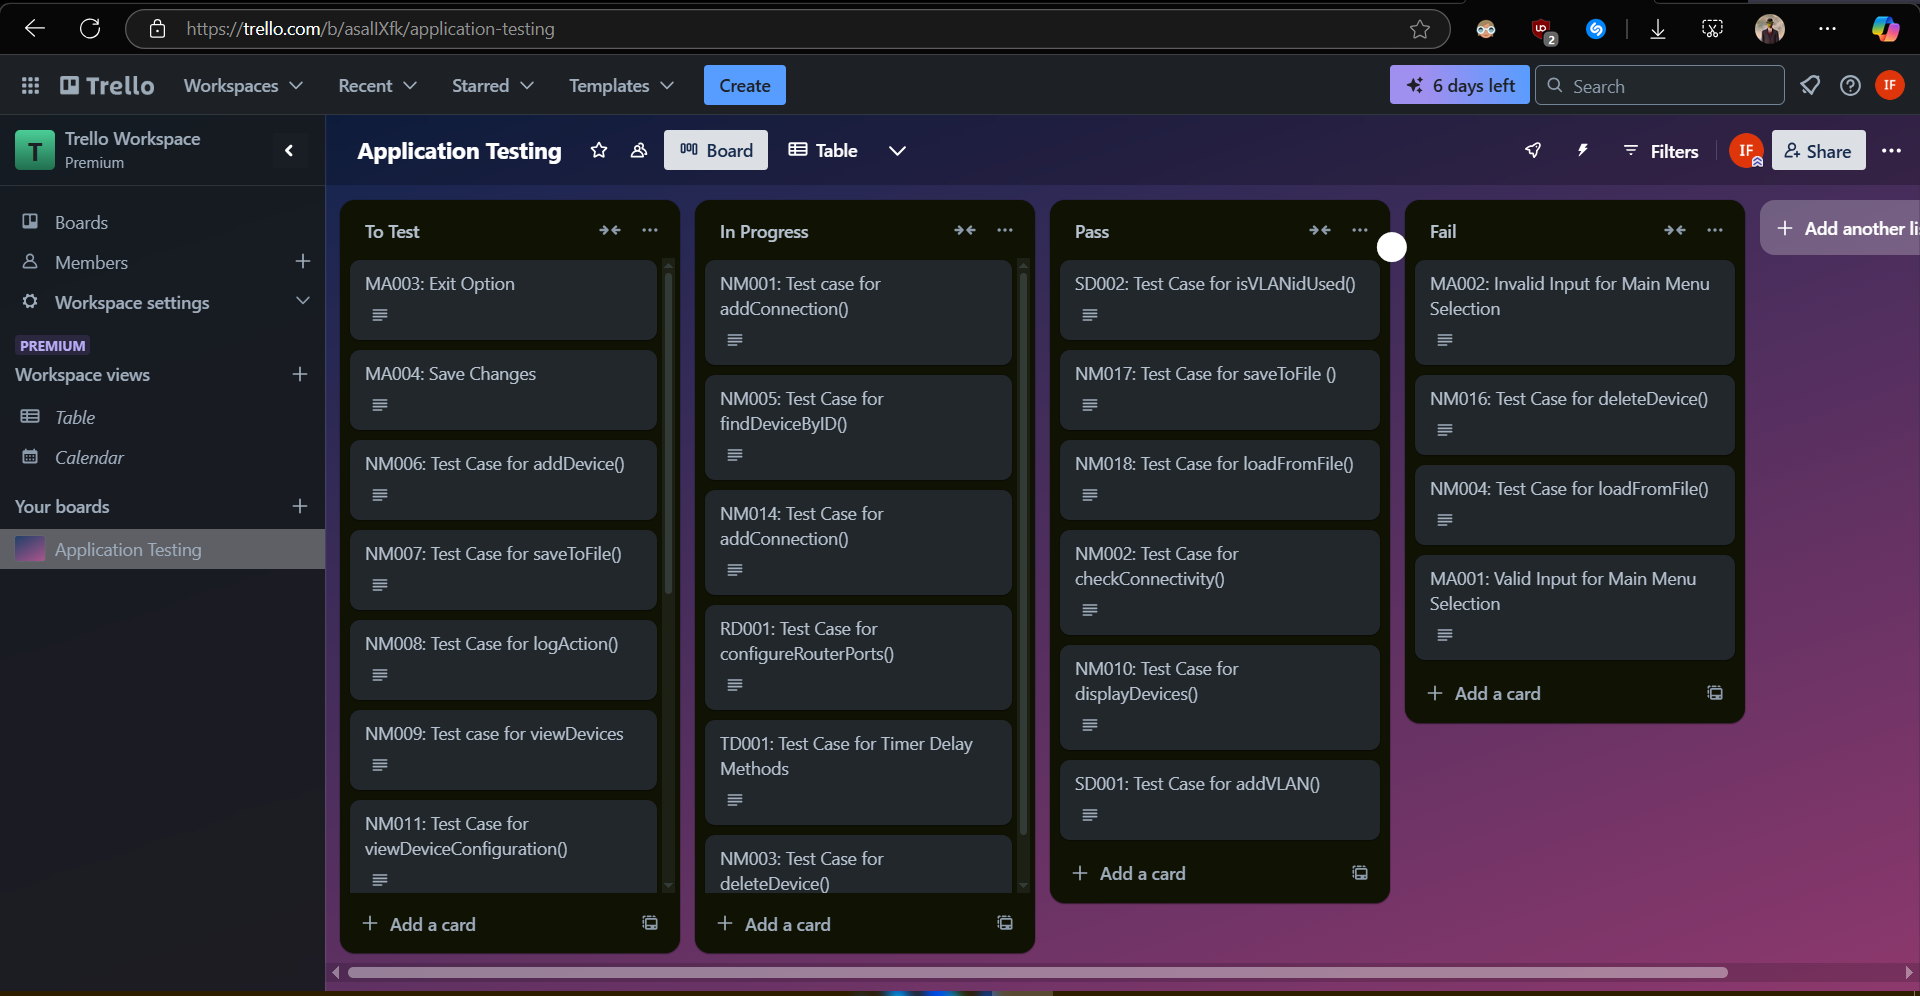 https://trello.com/b/asalIXfk/application-testing
2
Trello
Workspaces
Recent
Starred
Templates
Create
6 days left
Search
IF
T
Trello Workspace
Premium
Application Testing
Board
Table
Filters
IF
Share
Boards
Members
Workspace settings
PREMIUM
Workspace views
Table
Calendar
Your boards
Application Testing
To Test
MA003: Exit Option
MA004: Save Changes
NM006: Test Case for addDevice()
NM007: Test Case for saveToFile()
NM008: Test Case for logAction()
NM009: Test case for viewDevices
NM011: Test Case for
viewDeviceConfiguration()
Add a card
In Progress
NM001: Test case for
addConnection()
NM005: Test Case for
findDeviceByID()
NM014: Test Case for
addConnection()
RD001: Test Case for
configureRouterPorts()
TD001: Test Case for Timer Delay
Methods
NM003: Test Case for
deleteDevice()
Add a card
Pass
SD002: Test Case for isVLANidUsed()
NM017: Test Case for saveToFile ()
NM018: Test Case for loadFromFile()
NM002: Test Case for
checkConnectivity()
NM010: Test Case for
displayDevices()
SD001: Test Case for addVLAN()
Add a card
Fail
MA002: Invalid Input for Main Menu
Selection
NM016: Test Case for deleteDevice()
NM004: Test Case for loadFromFile()
MA001: Valid Input for Main Menu
Selection
Add a card
Add another li